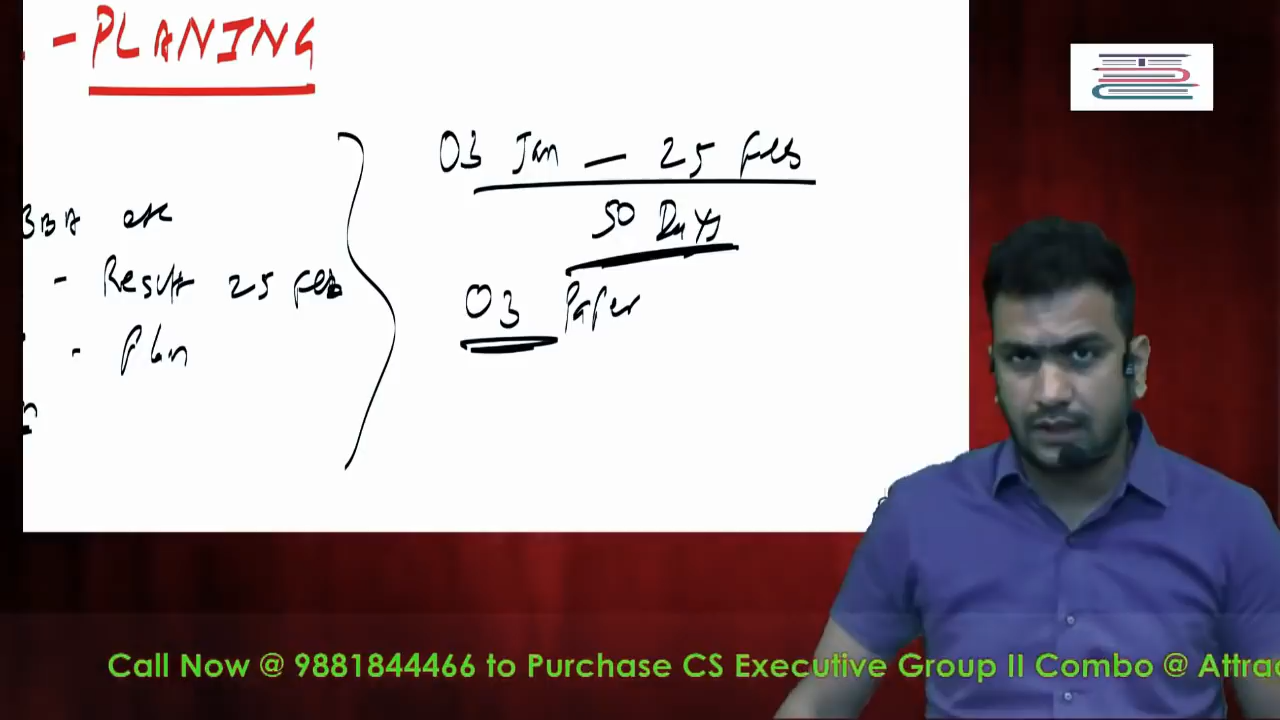 - PLANING
03 Jan — 25 Feb
50 Days
BBA etc
- Result 25 Feb
03 Paper
- Plan
Call Now @ 9881844466 to Purchase CS Executive Group II Combo @ Attrac